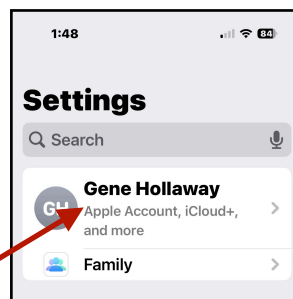 1:48
84
Settings
Search
GH
Gene Hollaway
Apple Account, iCloud+,
and more
Family